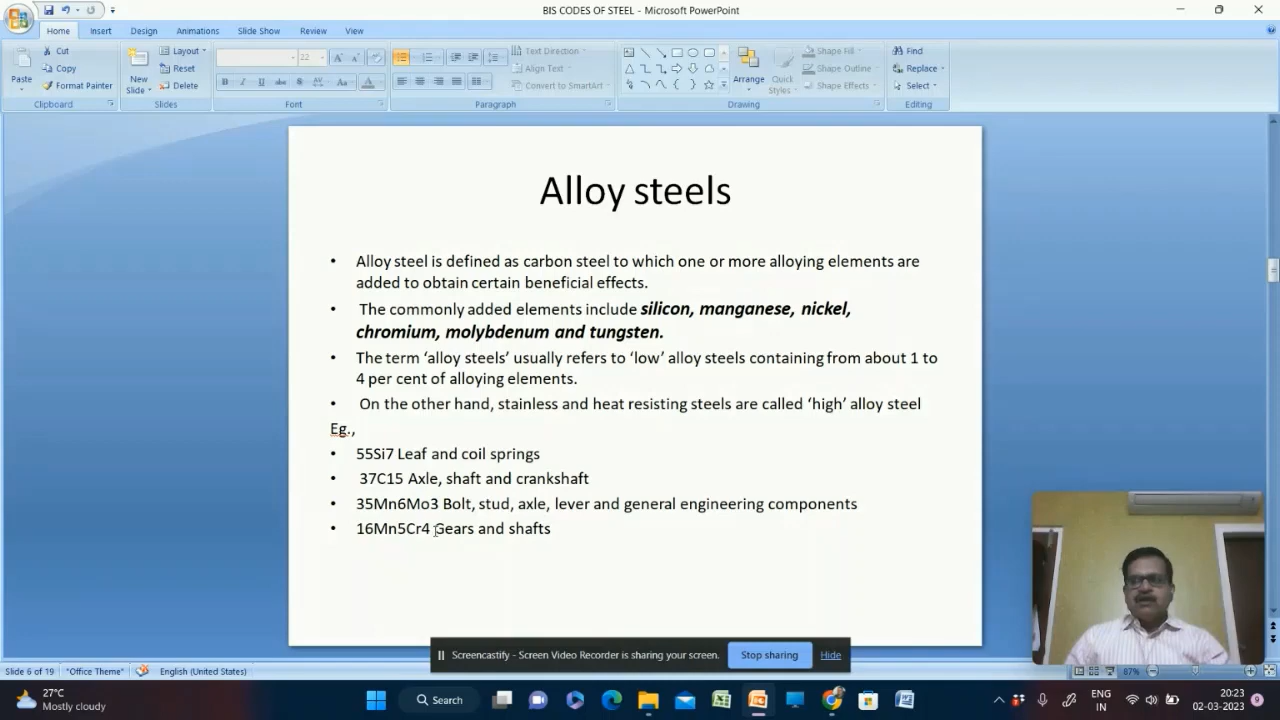 BIS CODES OF STEEL - Microsoft PowerPoint
Home Insert Design Animations Slide Show Review View
Cut
Copy
Format Painter
Paste
Clipboard
New
Slide
Layout
Reset
Delete
Slides
22
Font
Text Direction
Align Text
Convert to SmartArt
Paragraph
Arrange
Quick
Styles
Shape Fill
Shape Outline
Shape Effects
Drawing
Find
Replace
Select
Editing
Alloy steels
• Alloy steel is defined as carbon steel to which one or more alloying elements are
added to obtain certain beneficial effects.
• The commonly added elements include silicon, manganese, nickel,
chromium, molybdenum and tungsten.
• The term ‘alloy steels’ usually refers to ‘low’ alloy steels containing from about 1 to
4 per cent of alloying elements.
• On the other hand, stainless and heat resisting steels are called ‘high’ alloy steel
Eg.,
• 55Si7 Leaf and coil springs
• 37C15 Axle, shaft and crankshaft
• 35Mn6Mo3 Bolt, stud, axle, lever and general engineering components
• 16Mn5Cr4 Gears and shafts
Screencastify - Screen Video Recorder is sharing your screen. Stop sharing Hide
Slide 6 of 19 "Office Theme" English (United States) 87%
27°C
Mostly cloudy
Search
ENG
IN
20:23
02-03-2023